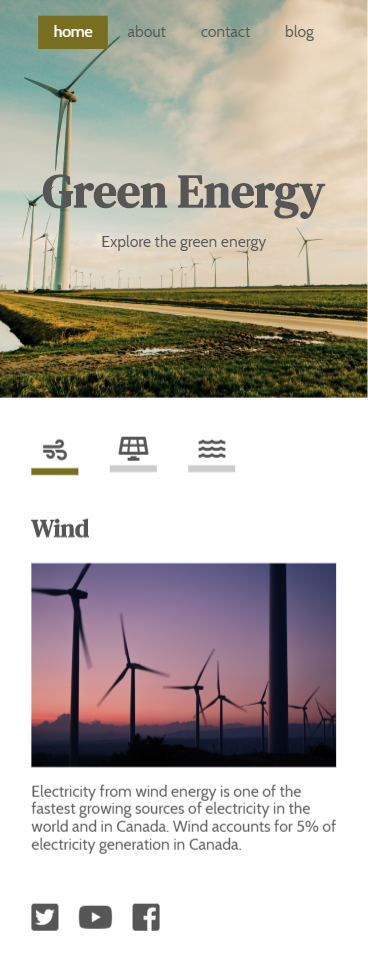 home about contact blog
Green Energy
Explore the green energy
Wind
Electricity from wind energy is one of the
fastest growing sources of electricity in the
world and in Canada. Wind accounts for 5% of
electricity generation in Canada.